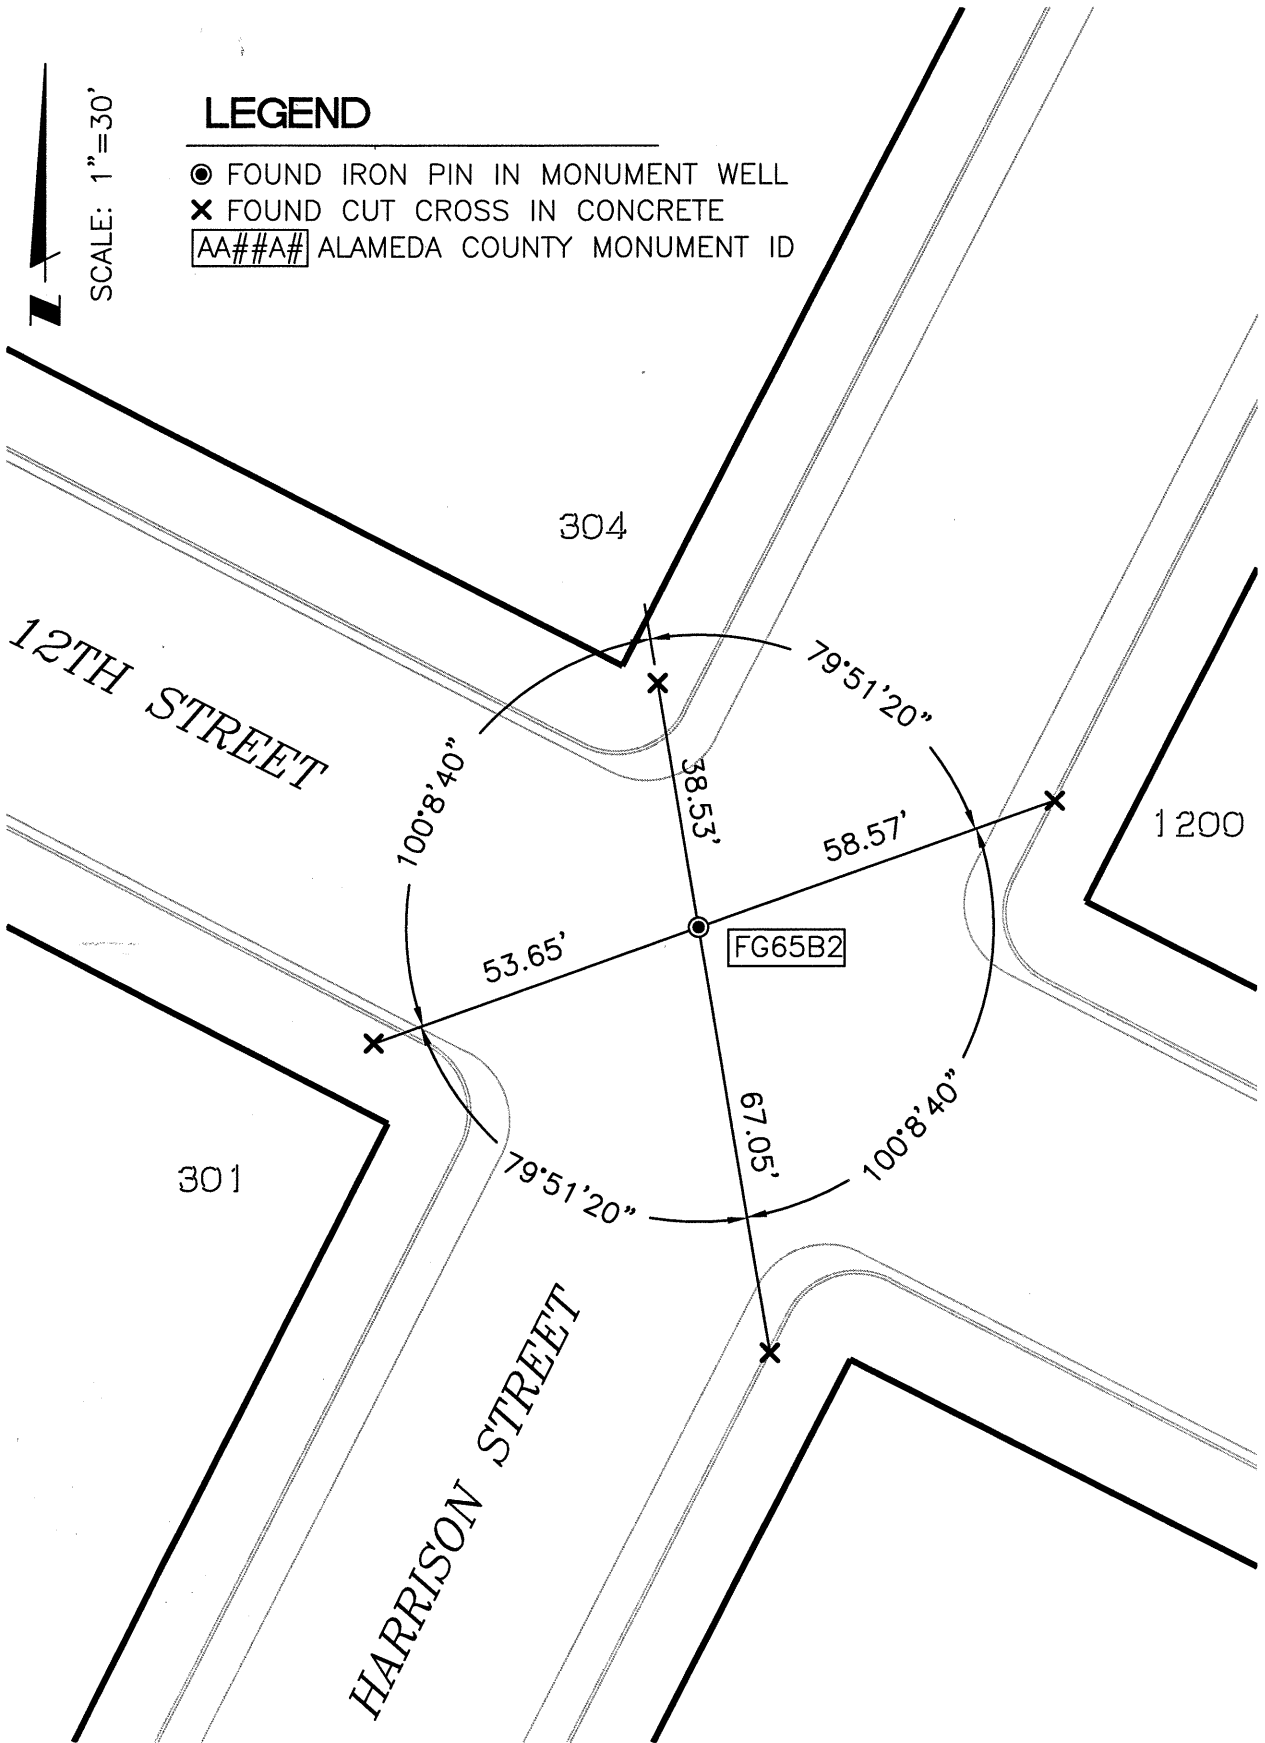 LEGEND
FOUND IRON PIN IN MONUMENT WELL
FOUND CUT CROSS IN CONCRETE
AA##A# ALAMEDA COUNTY MONUMENT ID
SCALE: 1"=30'
N
304
12TH STREET
79°51'20"
100°8'40"
38.53'
58.57'
1200
53.65'
FG65B2
67.05'
100°8'40"
301
79°51'20"
HARRISON STREET